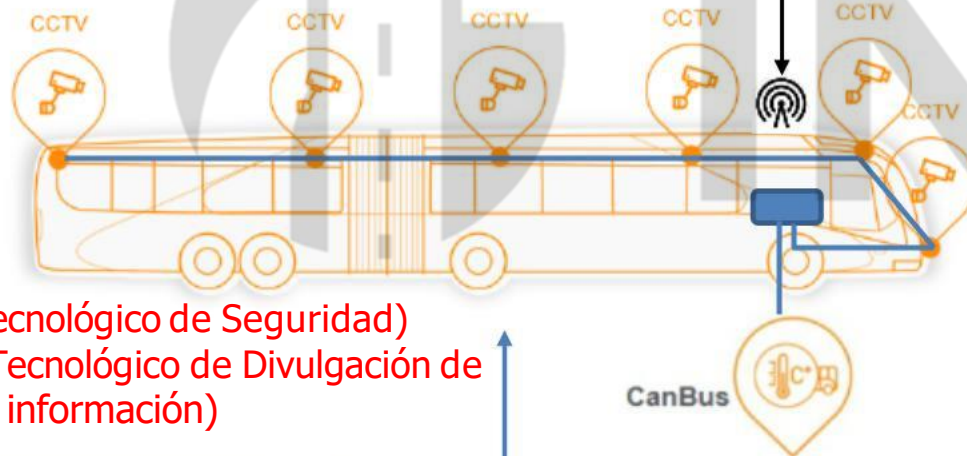 CCTV
CCTV
CCTV
CCTV
CCTV
CCTV
C°
ecnológico de Seguridad)
Tecnológico de Divulgación de
información)
CanBus